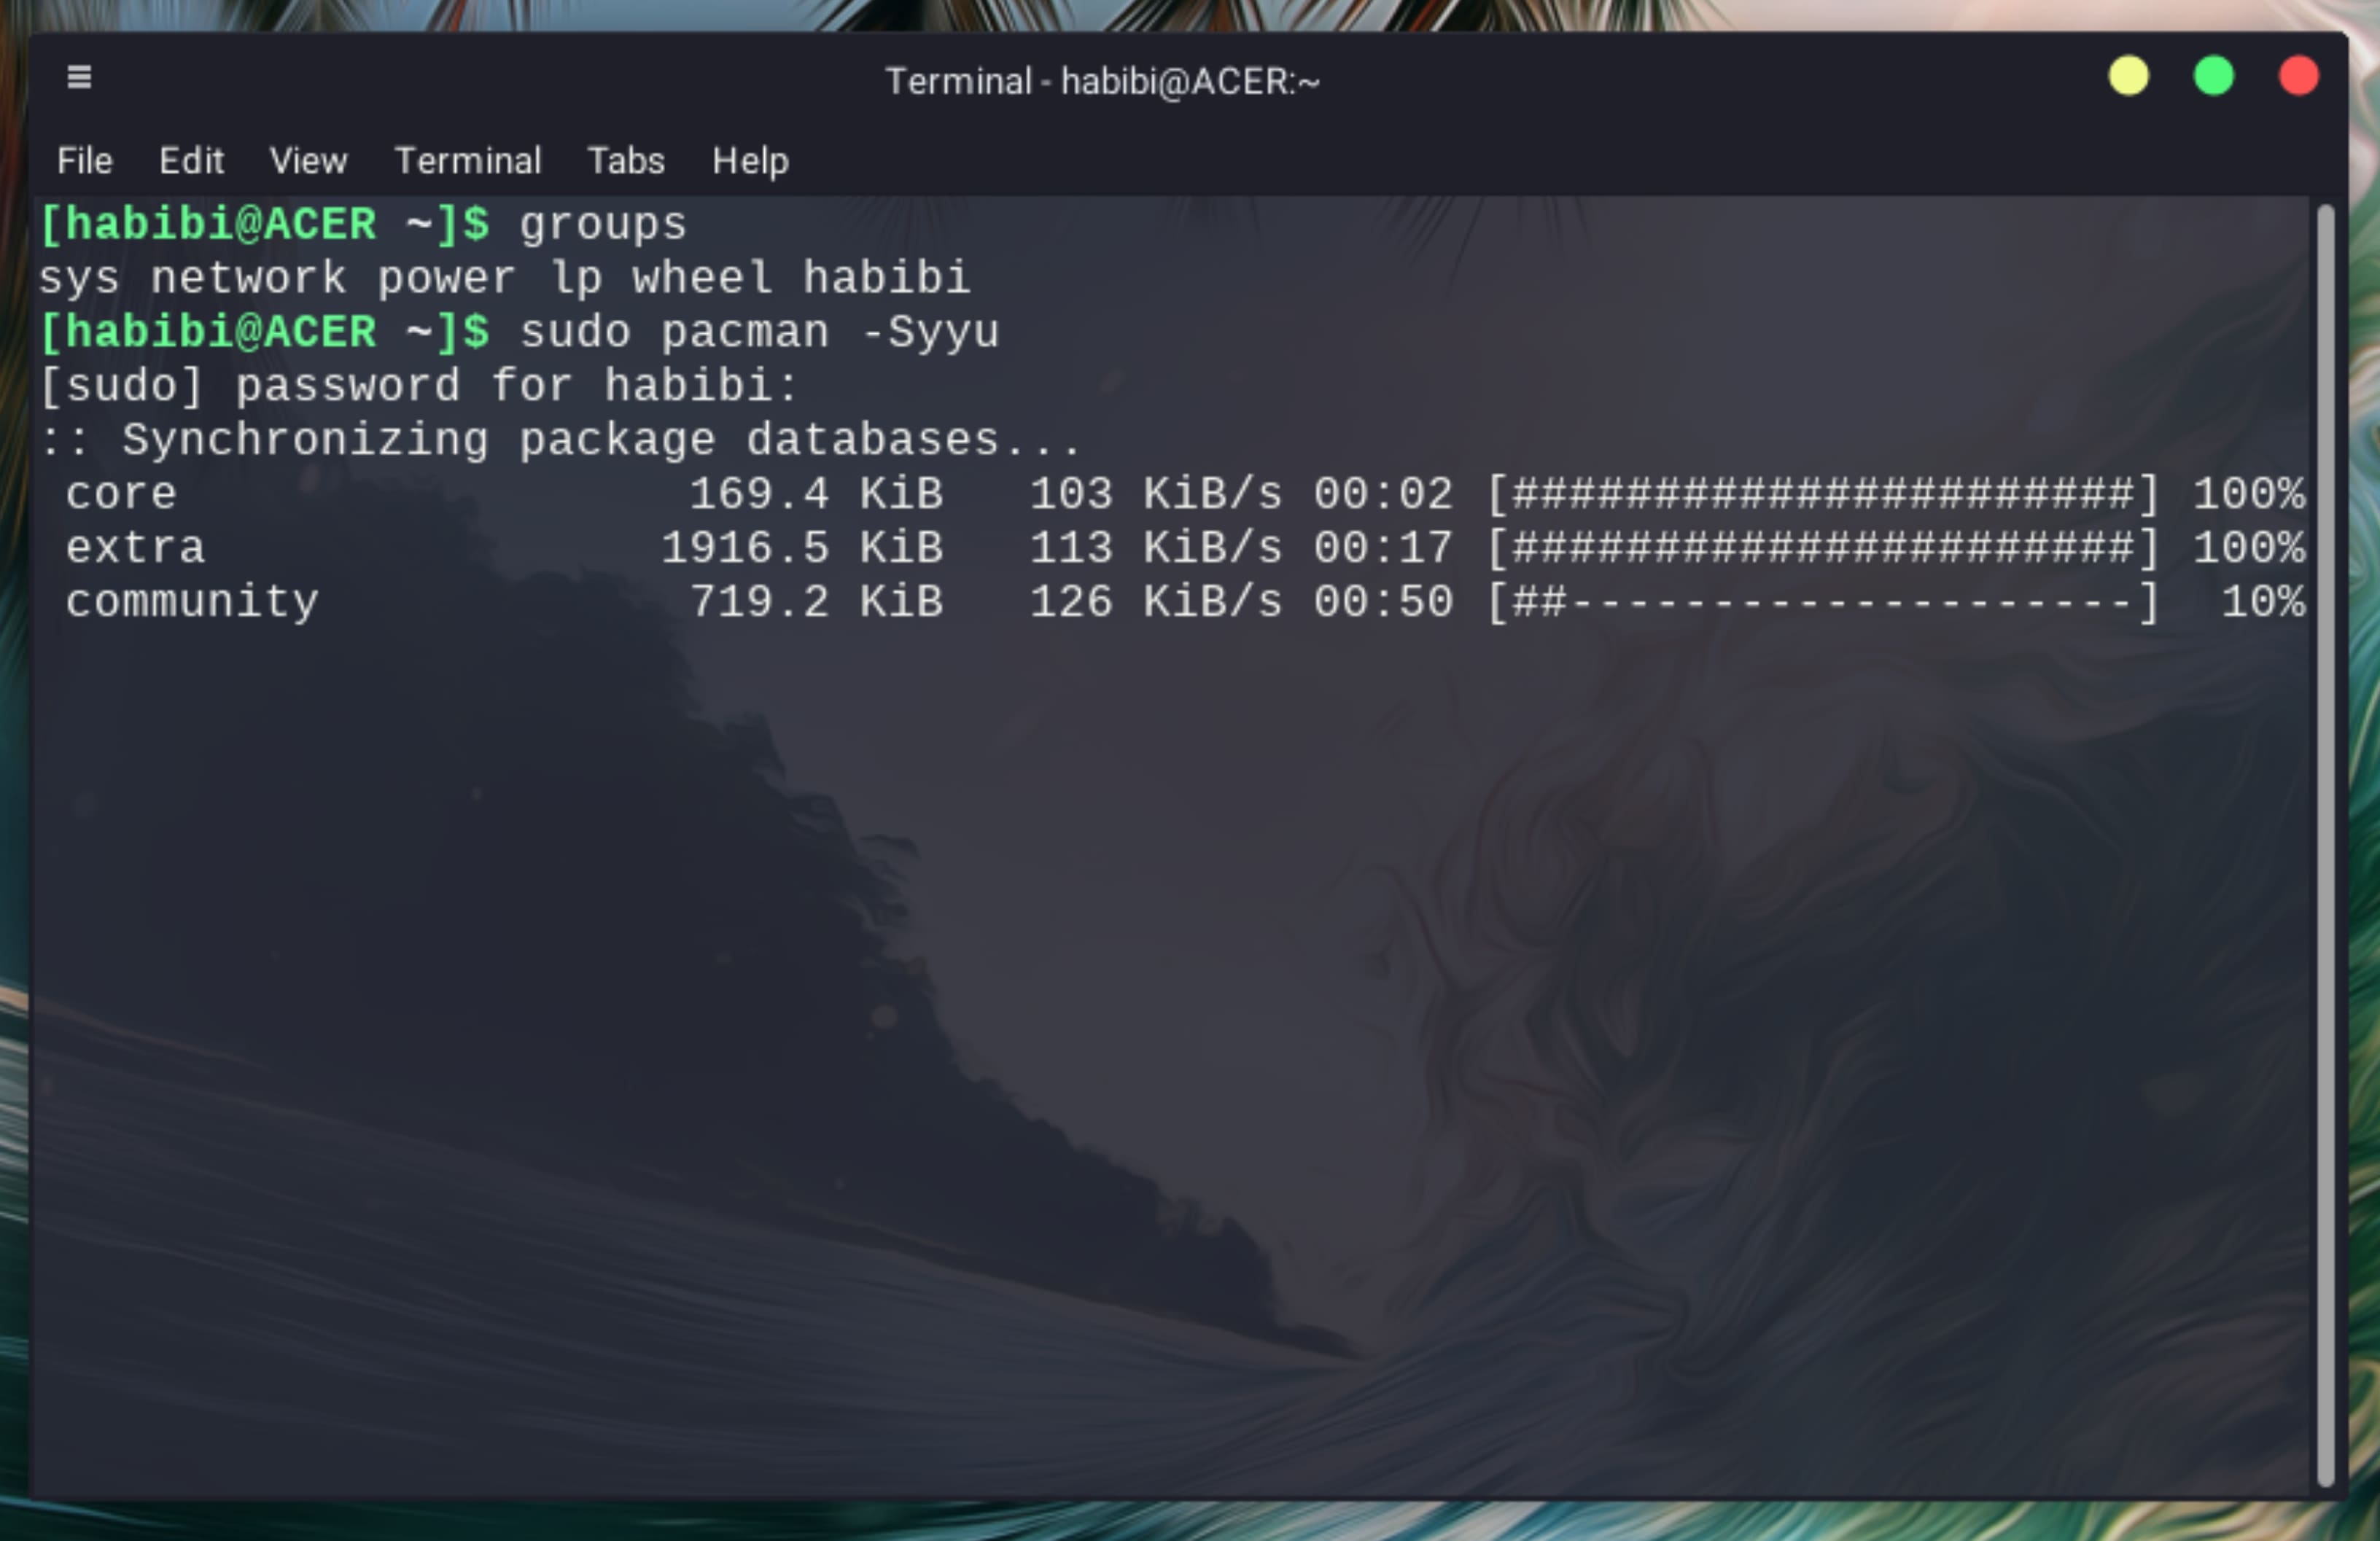 Terminal - habibi@ACER:~
File Edit View Terminal Tabs Help
[habibi@ACER ~]$ groups
sys network power lp wheel habibi
[habibi@ACER ~]$ sudo pacman -Syyu
[sudo] password for habibi:
:: Synchronizing package databases...
core 169.4 KiB 103 KiB/s 00:02 [######################] 100%
extra 1916.5 KiB 113 KiB/s 00:17 [######################] 100%
community 719.2 KiB 126 KiB/s 00:50 [##--------------------] 10%